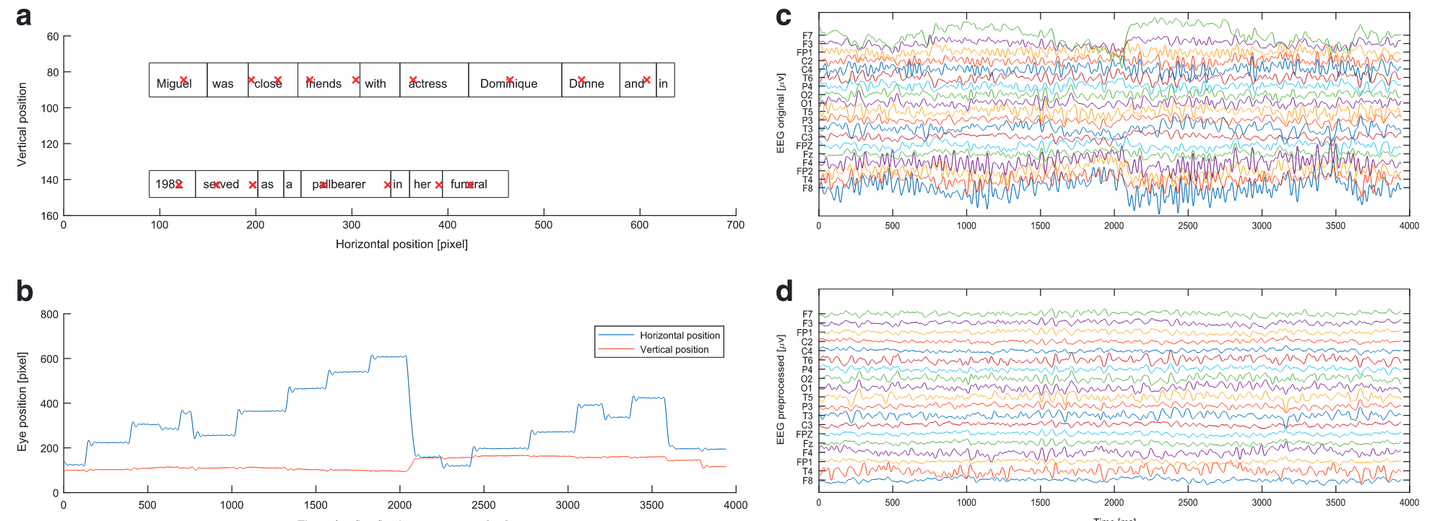 a
60
80
100
120
140
160
Vertical position
Miguel was close friends with actress Dominique Dunne and in
1982 served as a pallbearer in her funeral
0 100 200 300 400 500 600 700
Horizontal position [pixel]
b
800
600
400
200
0
Eye position [pixel]
Horizontal position
Vertical position
0 500 1000 1500 2000 2500 3000 3500 4000
c
EEG original [μv]
F7
F3
FP1
C2
C4
T6
P4
O2
O1
T5
P3
T3
C3
FPZ
Fz
F4
FP2
T4
F8
0 500 1000 1500 2000 2500 3000 3500 4000
d
EEG preprocessed [μv]
F7
F3
FP1
C2
C4
T6
P4
O2
O1
T5
P3
T3
C3
FPZ
Fz
F4
FP1
T4
F8
0 500 1000 1500 2000 2500 3000 3500 4000
Time [ms]